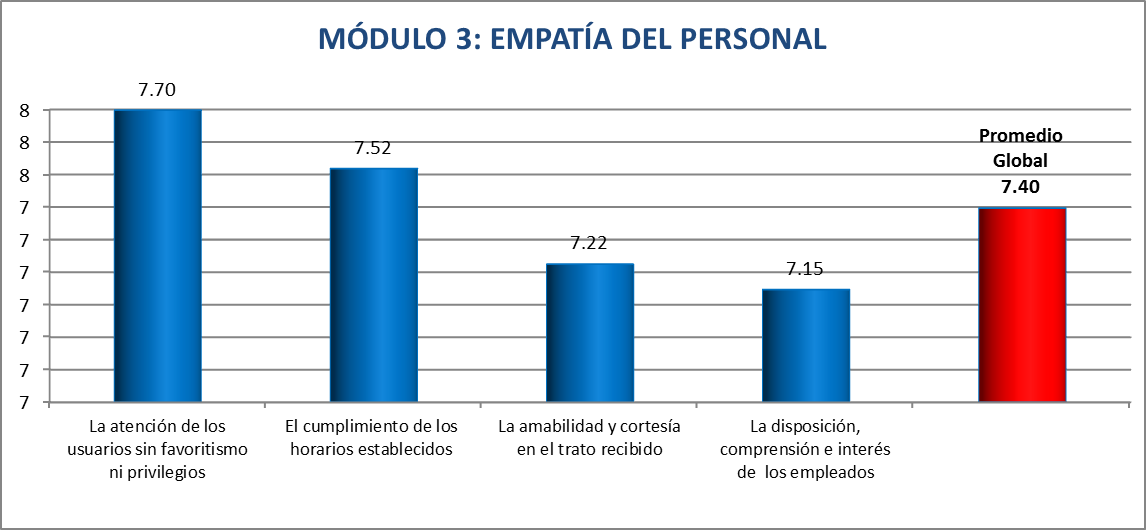 MÓDULO 3: EMPATÍA DEL PERSONAL
8
8
8
7
7
7
7
7
7
7
7.70
7.52
7.22
7.15
Promedio
Global
7.40
La atención de los
usuarios sin favoritismo
ni privilegios
El cumplimiento de los
horarios establecidos
La amabilidad y cortesía
en el trato recibido
La disposición,
comprensión e interés
de  los empleados